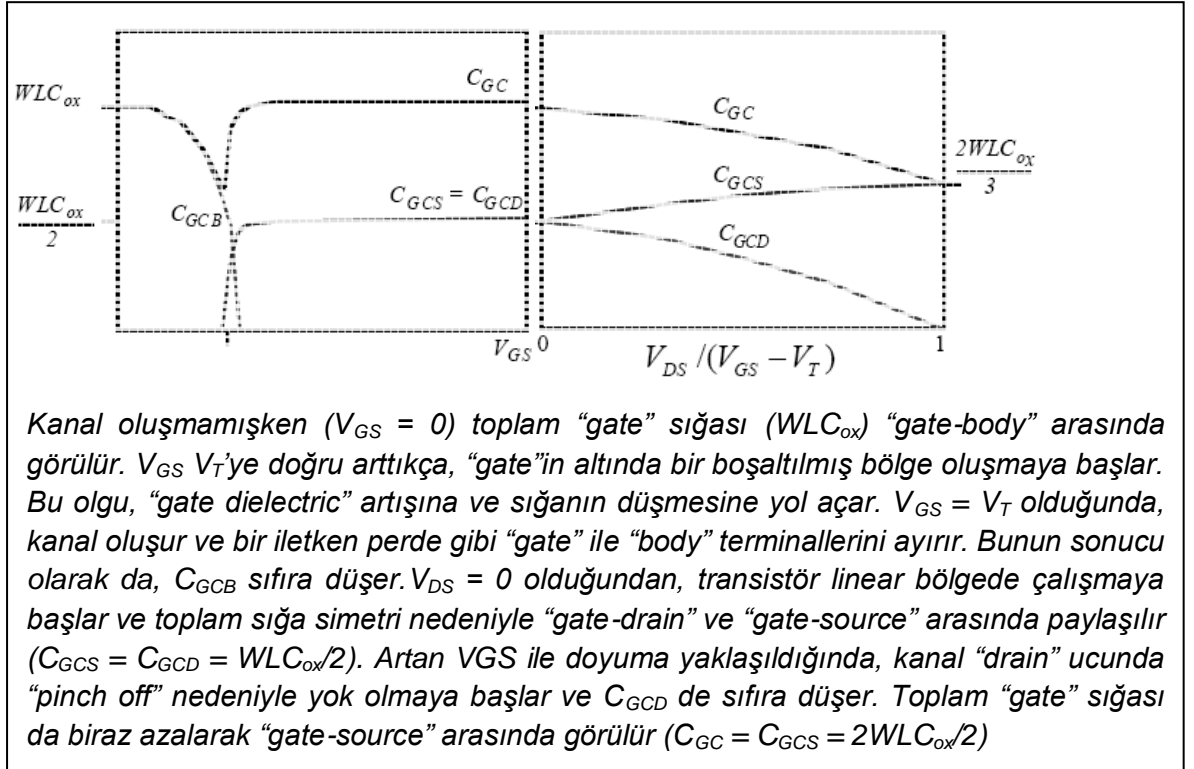 WLC_ox
WLC_ox
2
C_GC
C_GCB
C_GCS = C_GCD
V_GS
C_GC
C_GCS
C_GCD
2WLC_ox
3
0
V_DS /(V_GS − V_T)
1
Kanal oluşmamışken (V_GS = 0) toplam “gate” sığası (WLC_ox) “gate-body” arasında
görülür. V_GS V_T’ye doğru arttıkça, “gate”in altında bir boşaltılmış bölge oluşmaya başlar.
Bu olgu, “gate dielectric” artışına ve sığanın düşmesine yol açar. V_GS = V_T olduğunda,
kanal oluşur ve bir iletken perde gibi “gate” ile “body” terminallerini ayırır. Bunun sonucu
olarak da, C_GCB sıfıra düşer. V_DS = 0 olduğundan, transistör linear bölgede çalışmaya
başlar ve toplam sığa simetri nedeniyle “gate-drain” ve “gate-source” arasında paylaşılır
(C_GCS = C_GCD = WLC_ox/2). Artan VGS ile doyuma yaklaşıldığında, kanal “drain” ucunda
“pinch off” nedeniyle yok olmaya başlar ve C_GCD de sıfıra düşer. Toplam “gate” sığası
da biraz azalarak “gate-source” arasında görülür (C_GC = C_GCS = 2WLC_ox/2)